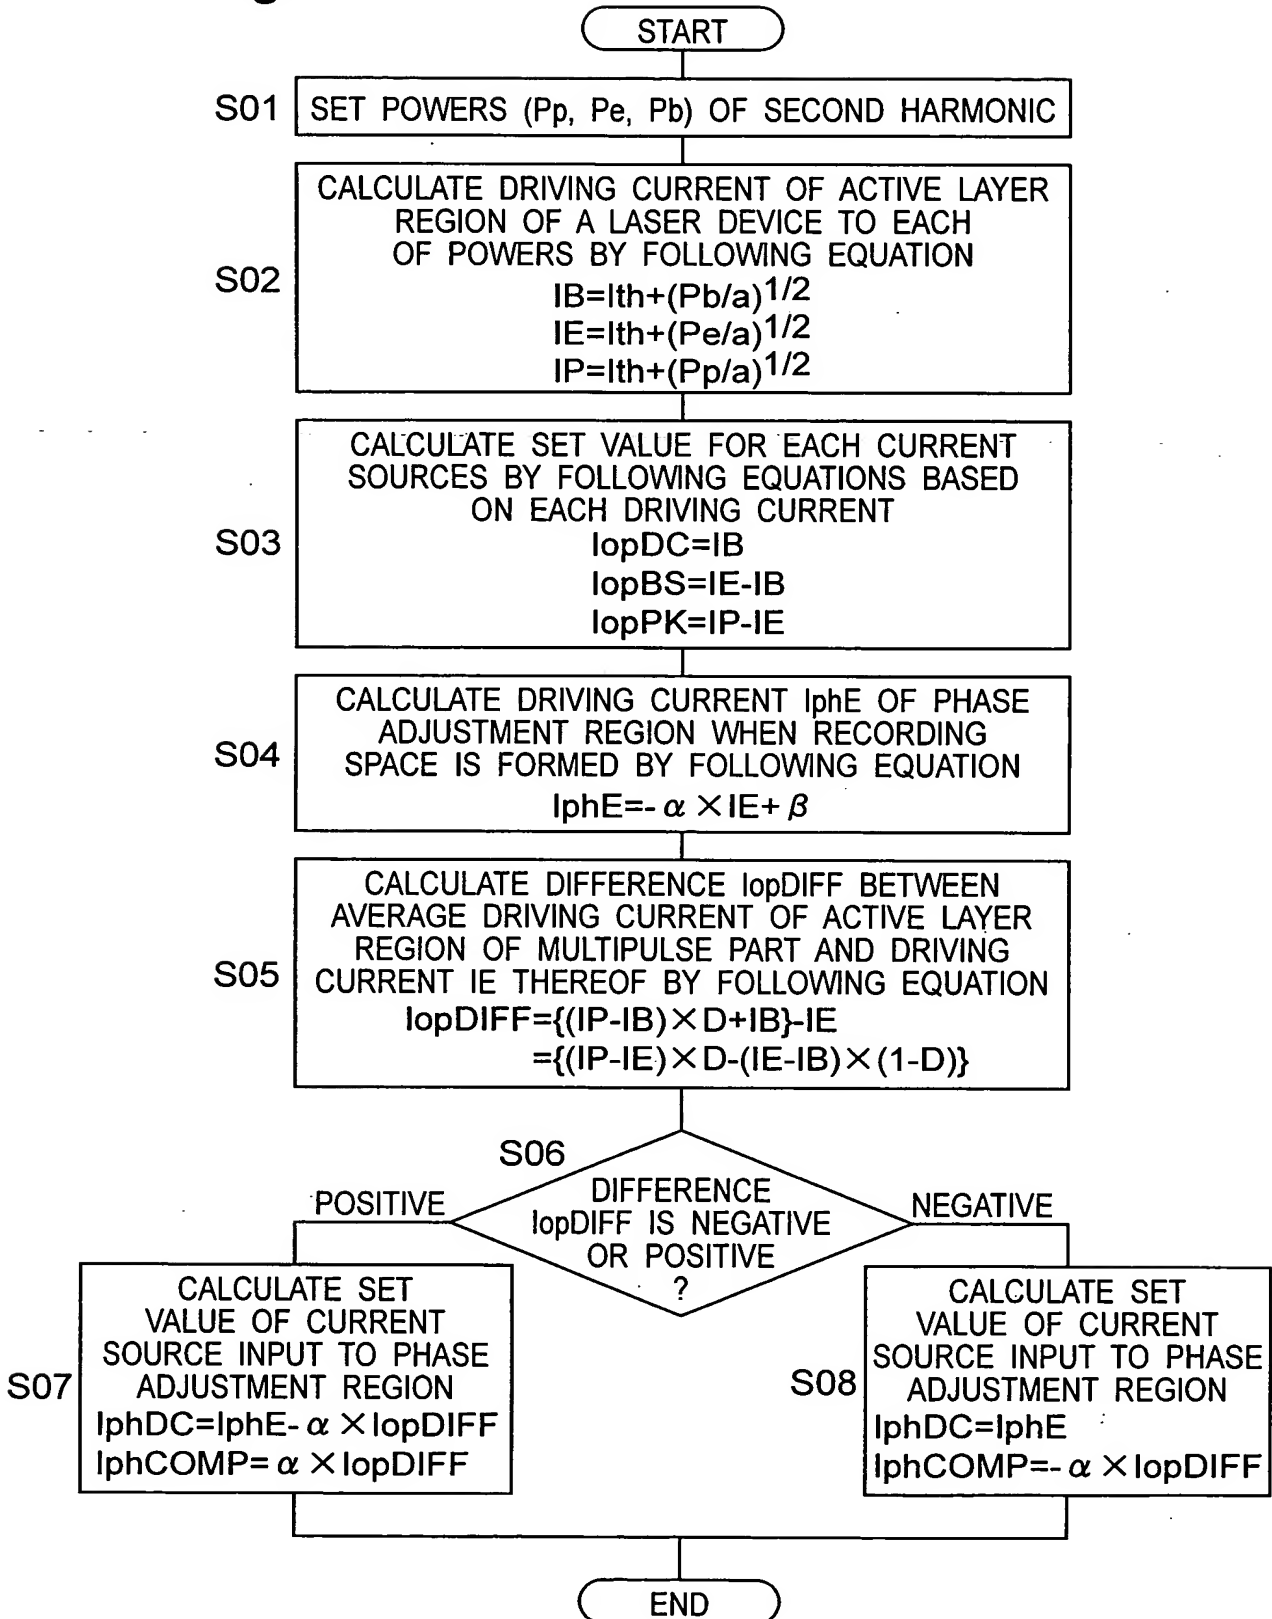 START
S01
SET POWERS (Pp, Pe, Pb) OF SECOND HARMONIC
S02
CALCULATE DRIVING CURRENT OF ACTIVE LAYER
REGION OF A LASER DEVICE TO EACH
OF POWERS BY FOLLOWING EQUATION
IB=Ith+(Pb/a)1/2
IE=Ith+(Pe/a)1/2
IP=Ith+(Pp/a)1/2
S03
CALCULATE SET VALUE FOR EACH CURRENT
SOURCES BY FOLLOWING EQUATIONS BASED
ON EACH DRIVING CURRENT
IopDC=IB
IopBS=IE-IB
IopPK=IP-IE
S04
CALCULATE DRIVING CURRENT IphE OF PHASE
ADJUSTMENT REGION WHEN RECORDING
SPACE IS FORMED BY FOLLOWING EQUATION
IphE=- α ×IE+ β
S05
CALCULATE DIFFERENCE IopDIFF BETWEEN
AVERAGE DRIVING CURRENT OF ACTIVE LAYER
REGION OF MULTIPULSE PART AND DRIVING
CURRENT IE THEREOF BY FOLLOWING EQUATION
IopDIFF={(IP-IB)×D+IB}-IE
={(IP-IE)×D-(IE-IB)×(1-D)}
S06
DIFFERENCE
IopDIFF IS NEGATIVE
OR POSITIVE
?
POSITIVE
NEGATIVE
S07
CALCULATE SET
VALUE OF CURRENT
SOURCE INPUT TO PHASE
ADJUSTMENT REGION
IphDC=IphE- α ×IopDIFF
IphCOMP= α ×IopDIFF
S08
CALCULATE SET
VALUE OF CURRENT
SOURCE INPUT TO PHASE
ADJUSTMENT REGION
IphDC=IphE
IphCOMP=- α ×IopDIFF
END